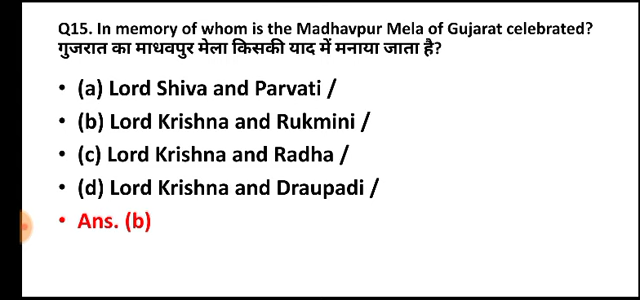 Q15. In memory of whom is the Madhavpur Mela of Gujarat celebrated?
गुजरात का माधवपुर मेला किसकी याद में मनाया जाता है?
• (a) Lord Shiva and Parvati /
• (b) Lord Krishna and Rukmini /
• (c) Lord Krishna and Radha /
• (d) Lord Krishna and Draupadi /
• Ans. (b)